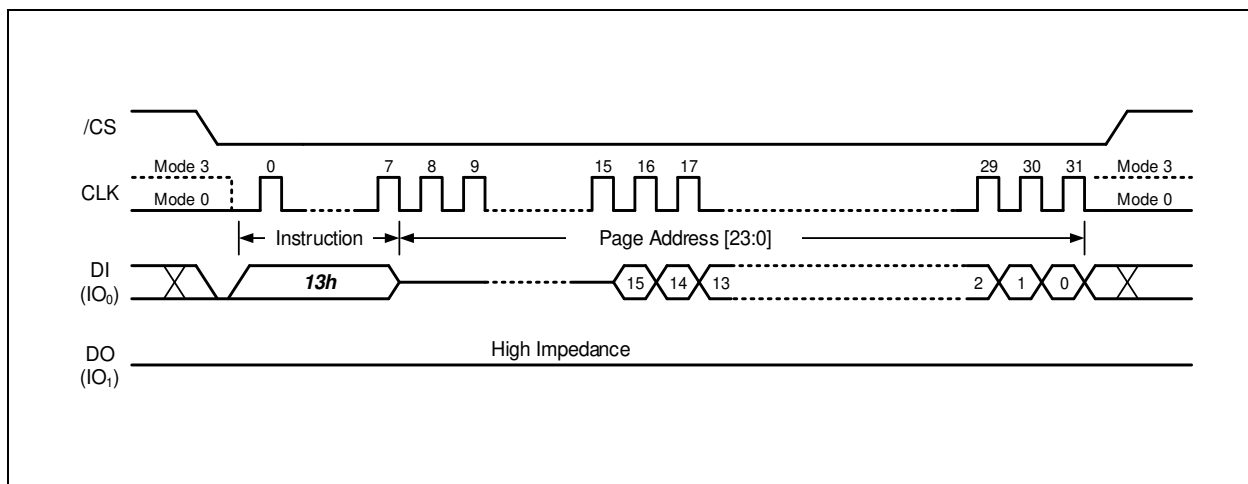 /CS
Mode 3 0 7 8 9 15 16 17 29 30 31 Mode 3
CLK
Mode 0 Mode 0
Instruction Page Address [23:0]
DI
(IO₀)
13h 15 14 13 2 1 0
High Impedance
DO
(IO₁)